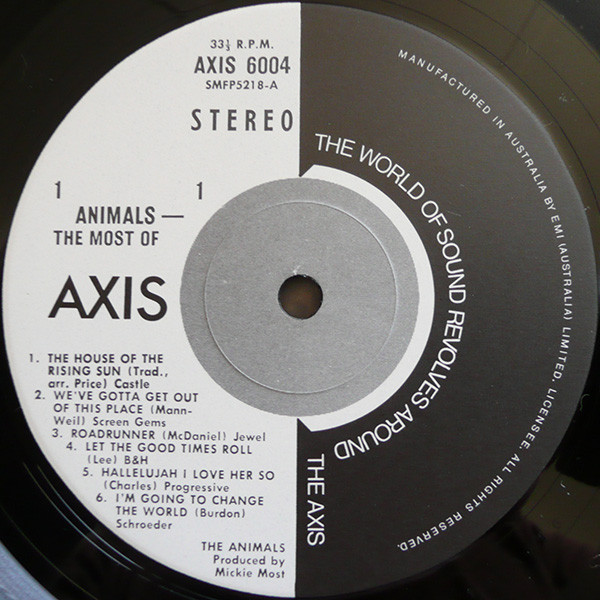 33⅓ R.P.M.
AXIS 6004
SMFP5218-A
STEREO
1 1
ANIMALS —
THE MOST OF
AXIS
1. THE HOUSE OF THE
RISING SUN (Trad.,
arr. Price) Castle
2. WE'VE GOTTA GET OUT
OF THIS PLACE (Mann-
Weil) Screen Gems
3. ROADRUNNER (McDaniel) Jewel
4. LET THE GOOD TIMES ROLL
(Lee) B&H
5. HALLELUJAH I LOVE HER SO
(Charles) Progressive
6. I'M GOING TO CHANGE
THE WORLD (Burdon)
Schroeder
THE ANIMALS
Produced by
Mickie Most
THE WORLD OF SOUND REVOLVES AROUND
THE AXIS
MANUFACTURED IN AUSTRALIA BY EMI (AUSTRALIA) LIMITED. LICENSEE. ALL RIGHTS RESERVED.